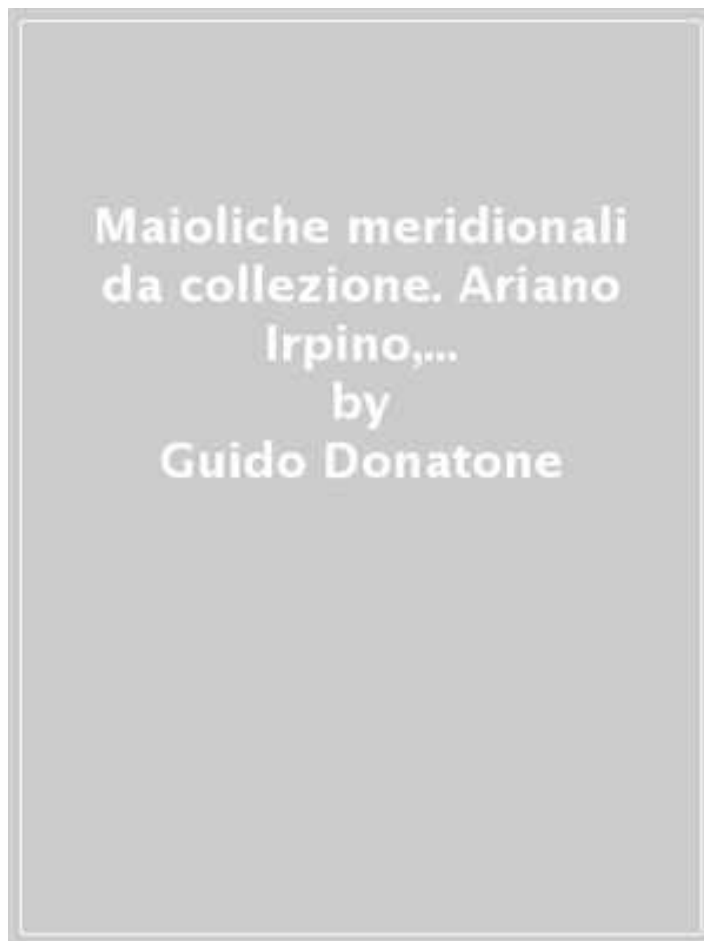 Maioliche meridionali
da collezione. Ariano
Irpino,...
by
Guido Donatone